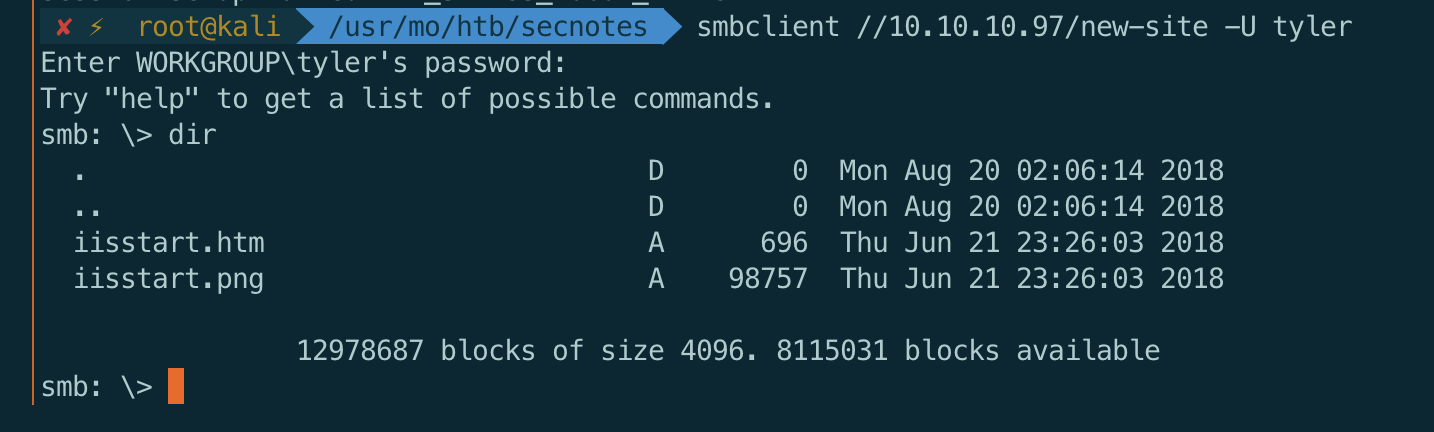 ✘ ⚡ root@kali /usr/mo/htb/secnotes smbclient //10.10.10.97/new-site -U tyler
Enter WORKGROUP\tyler's password:
Try "help" to get a list of possible commands.
smb: \> dir
  .                                   D        0  Mon Aug 20 02:06:14 2018
  ..                                  D        0  Mon Aug 20 02:06:14 2018
  iisstart.htm                        A      696  Thu Jun 21 23:26:03 2018
  iisstart.png                        A    98757  Thu Jun 21 23:26:03 2018
                12978687 blocks of size 4096. 8115031 blocks available
smb: \>